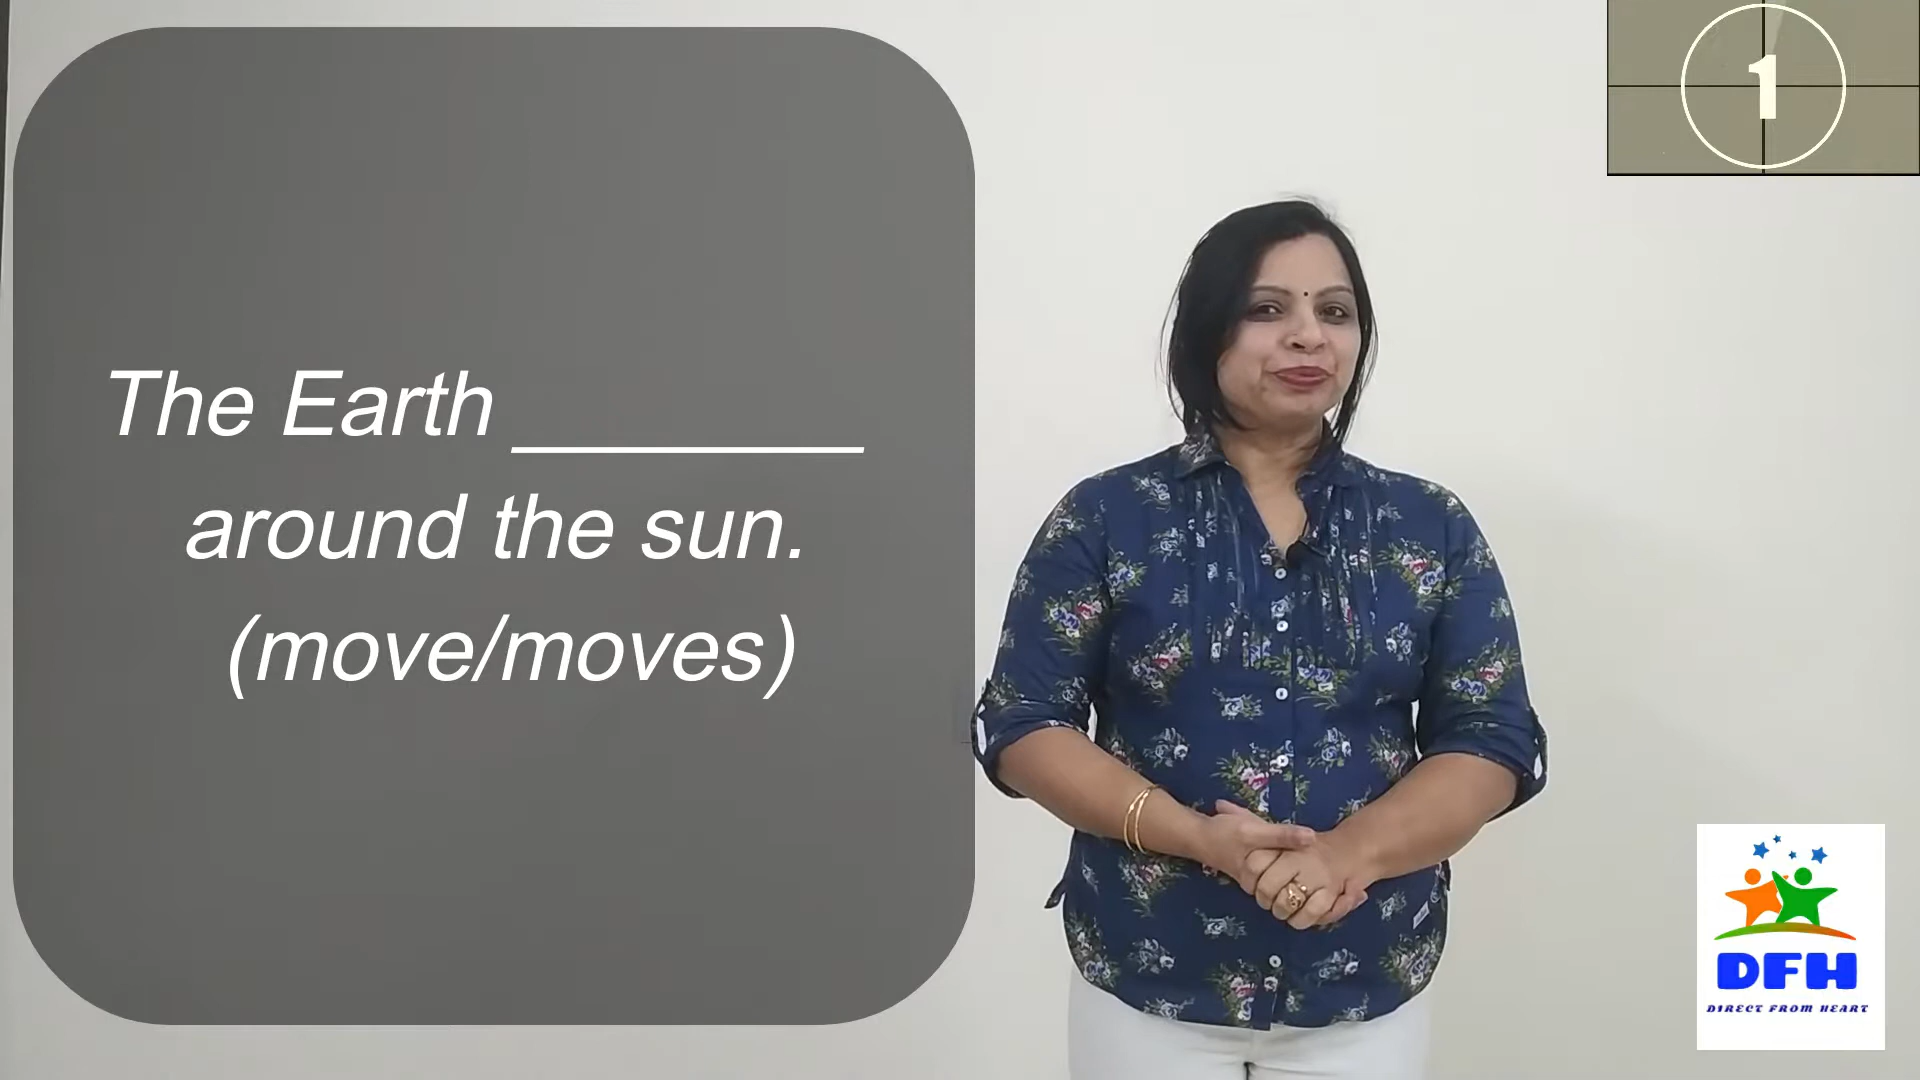 The Earth ________
around the sun.
(move/moves)
1
DFH
DIRECT FROM HEART